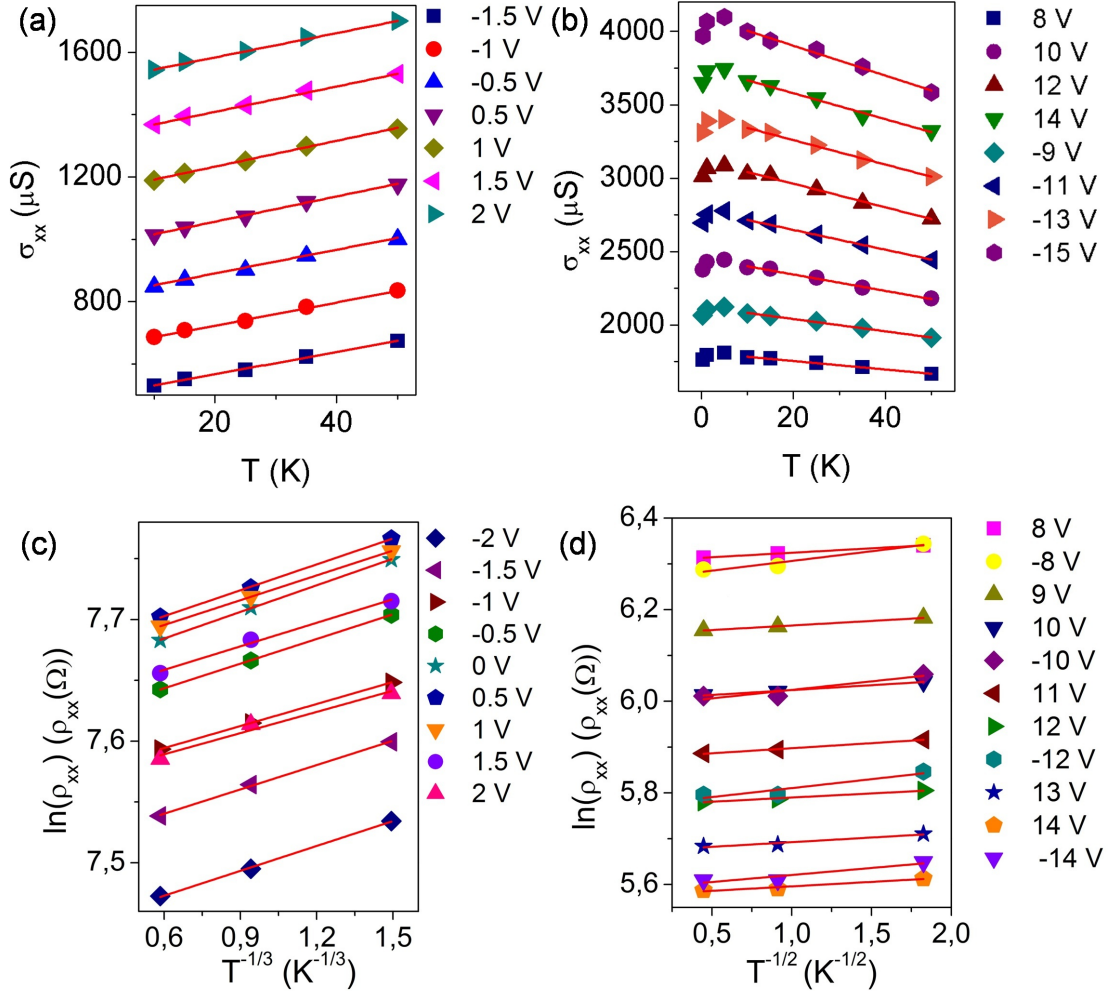 (a)
1600
1200
800
σxx (μS)
20
40
T (K)
-1.5 V
-1 V
-0.5 V
0.5 V
1 V
1.5 V
2 V
(b)
4000
3500
3000
2500
2000
σxx (μS)
0
20
40
T (K)
8 V
10 V
12 V
14 V
-9 V
-11 V
-13 V
-15 V
(c)
7,7
7,6
7,5
ln(ρxx) (ρxx(Ω))
0,6
0,9
1,2
1,5
T-1/3 (K-1/3)
-2 V
-1.5 V
-1 V
-0.5 V
0 V
0.5 V
1 V
1.5 V
2 V
(d)
6,4
6,2
6,0
5,8
5,6
ln(ρxx) (ρxx(Ω))
0,5
1,0
1,5
2,0
T-1/2 (K-1/2)
8 V
-8 V
9 V
10 V
-10 V
11 V
12 V
-12 V
13 V
14 V
-14 V